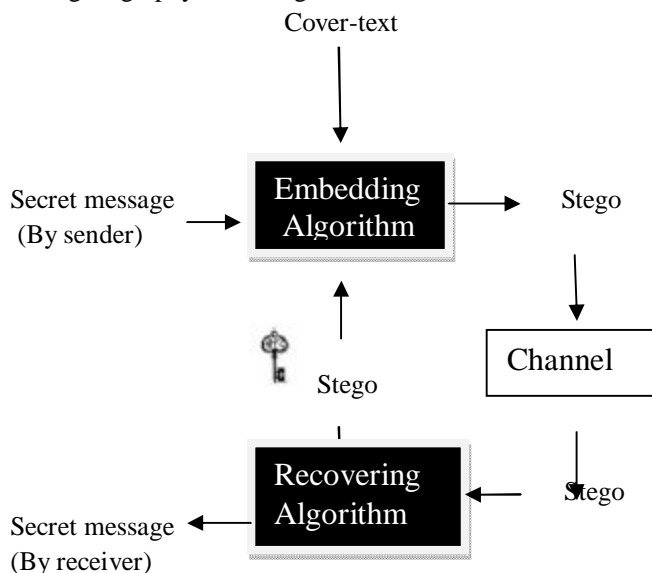 Cover-text
Embedding
Algorithm
Secret message
(By sender)
Stego
Channel
Stego
Recovering
Algorithm
Stego
Secret message
(By receiver)